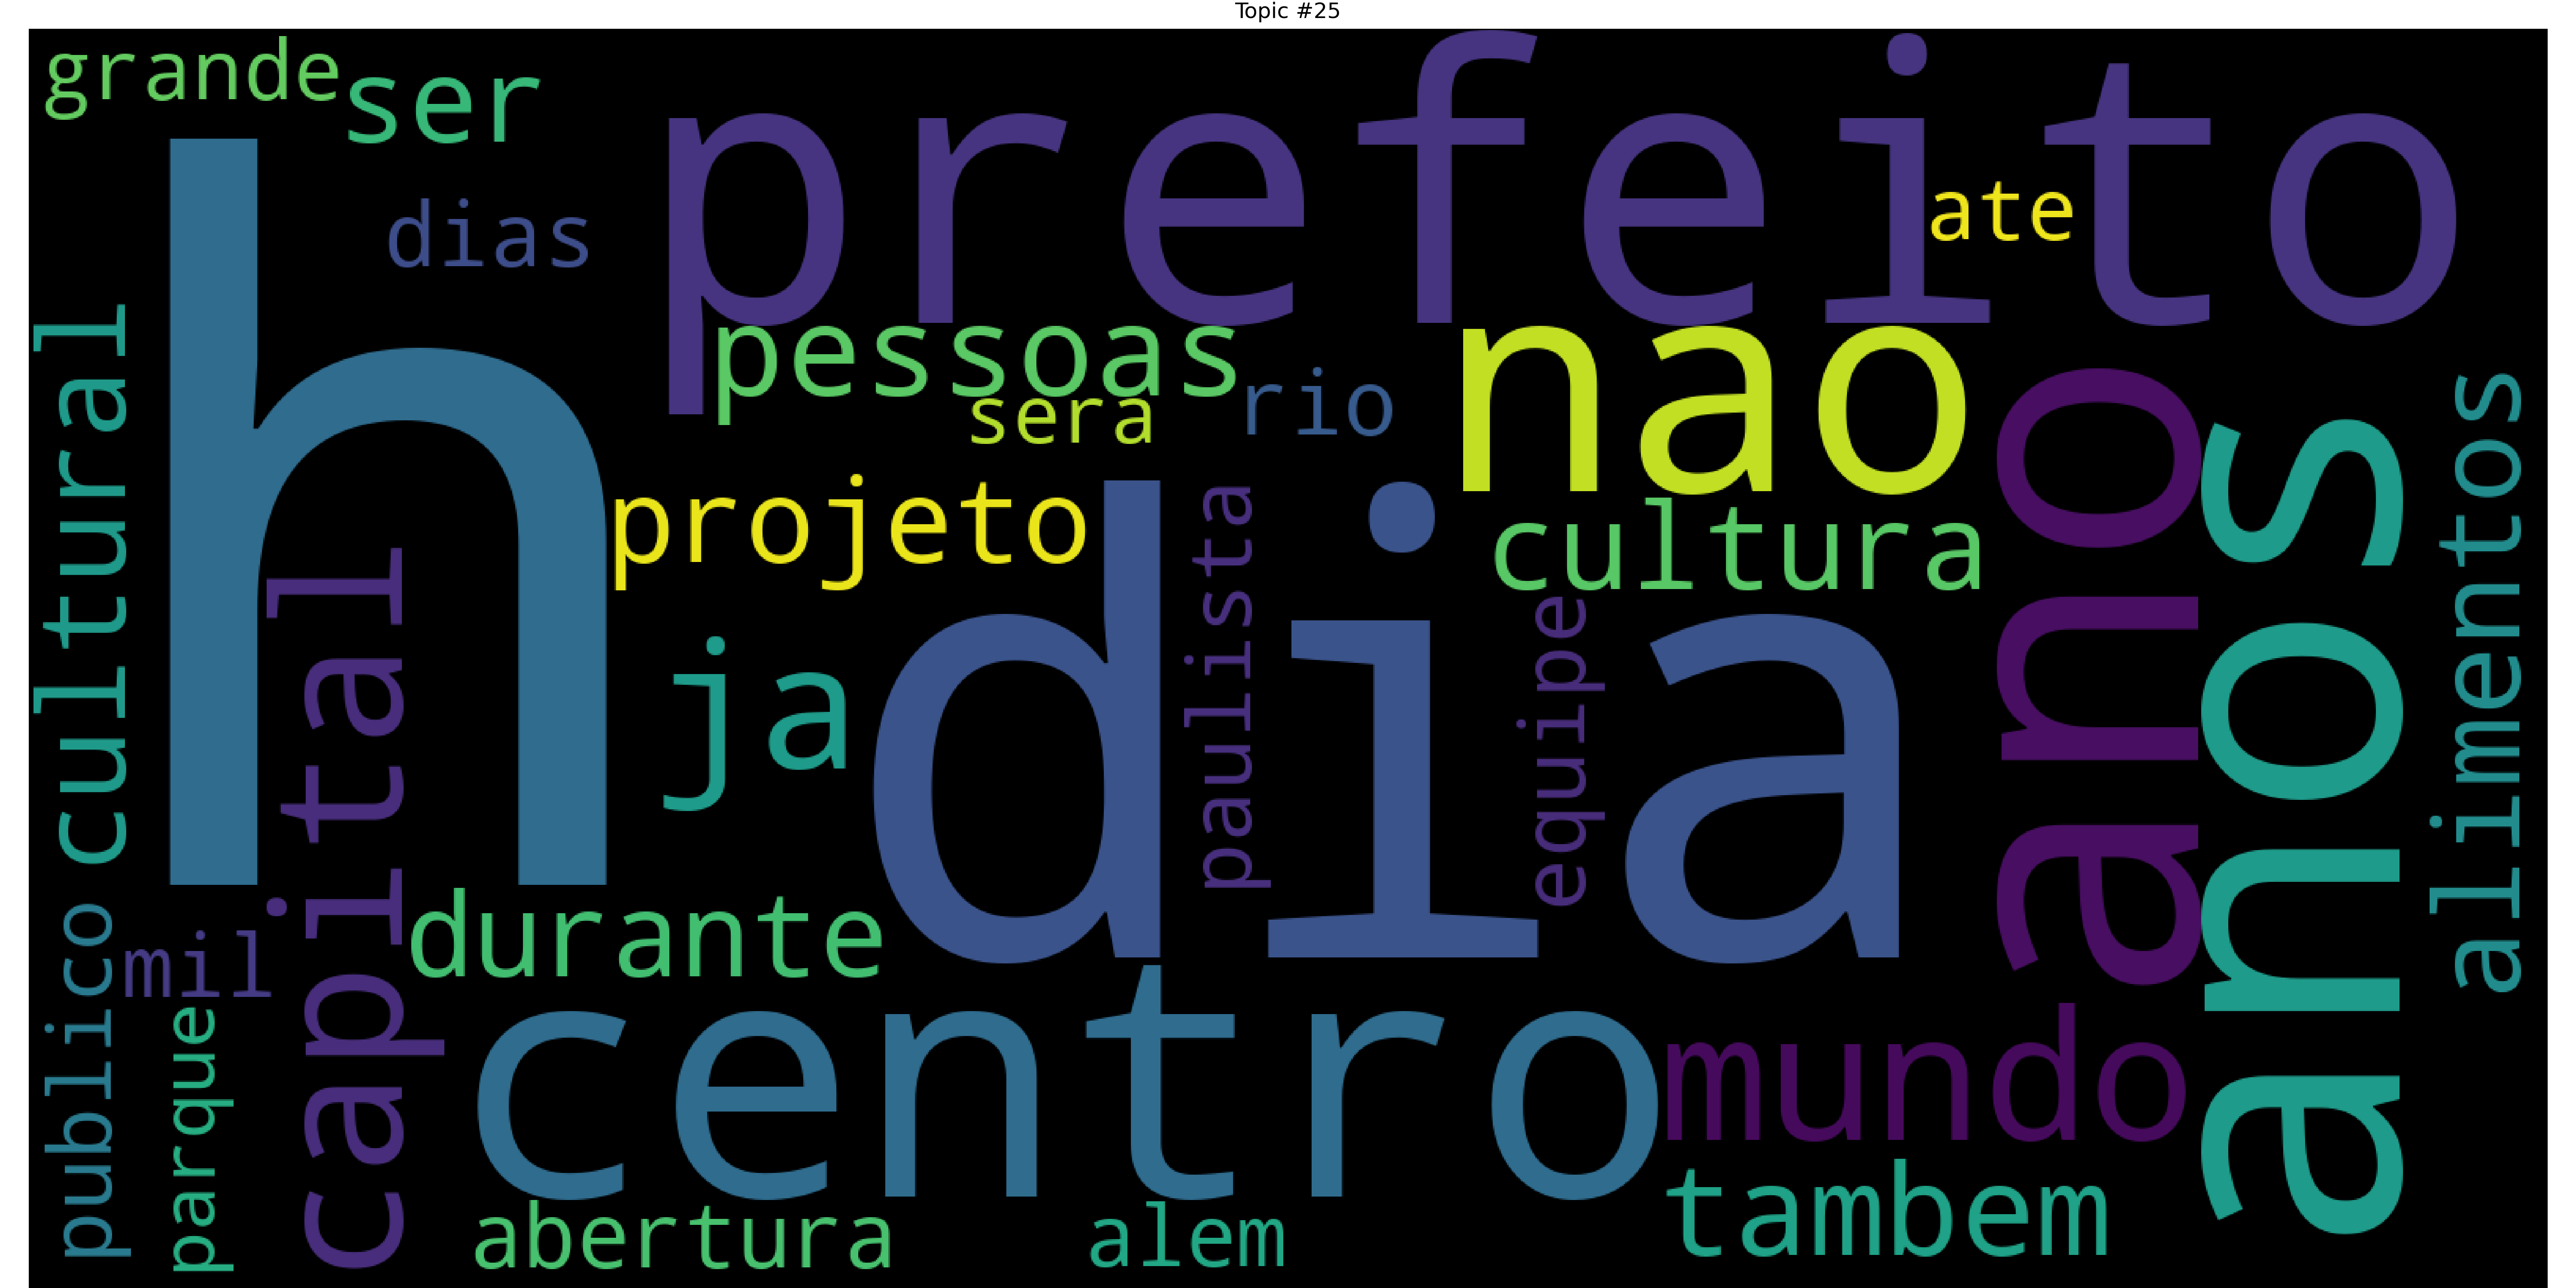 Topic #25
grande
ser
prefeito
dias
ate
h
pessoas
nao
sera
rio
cultural
projeto
dia
paulista
cultura
ano
anos
alimentos
capital
ja
equipe
durante
publico
mil
parque
centro
mundo
tambem
abertura
alem